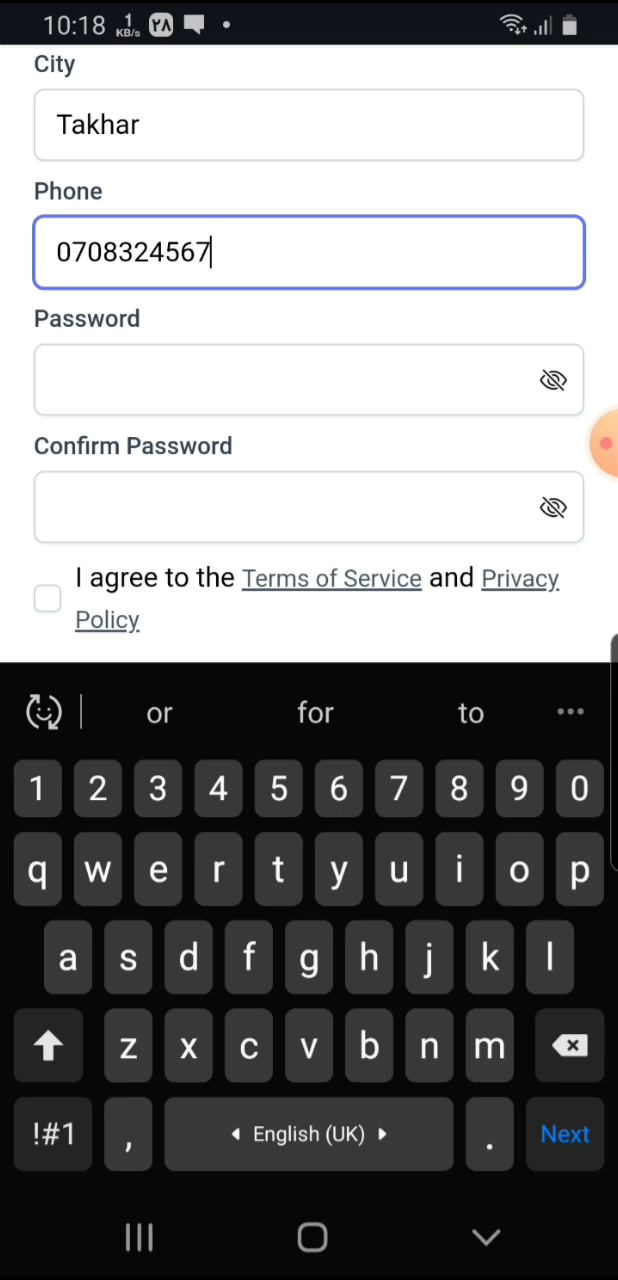 10:18 1 KB/s ۲۸
City
Takhar
Phone
0708324567
Password
Confirm Password
I agree to the Terms of Service and Privacy
Policy
or for to
1 2 3 4 5 6 7 8 9 0
q w e r t y u i o p
a s d f g h j k l
z x c v b n m
!#1 , English (UK) . Next